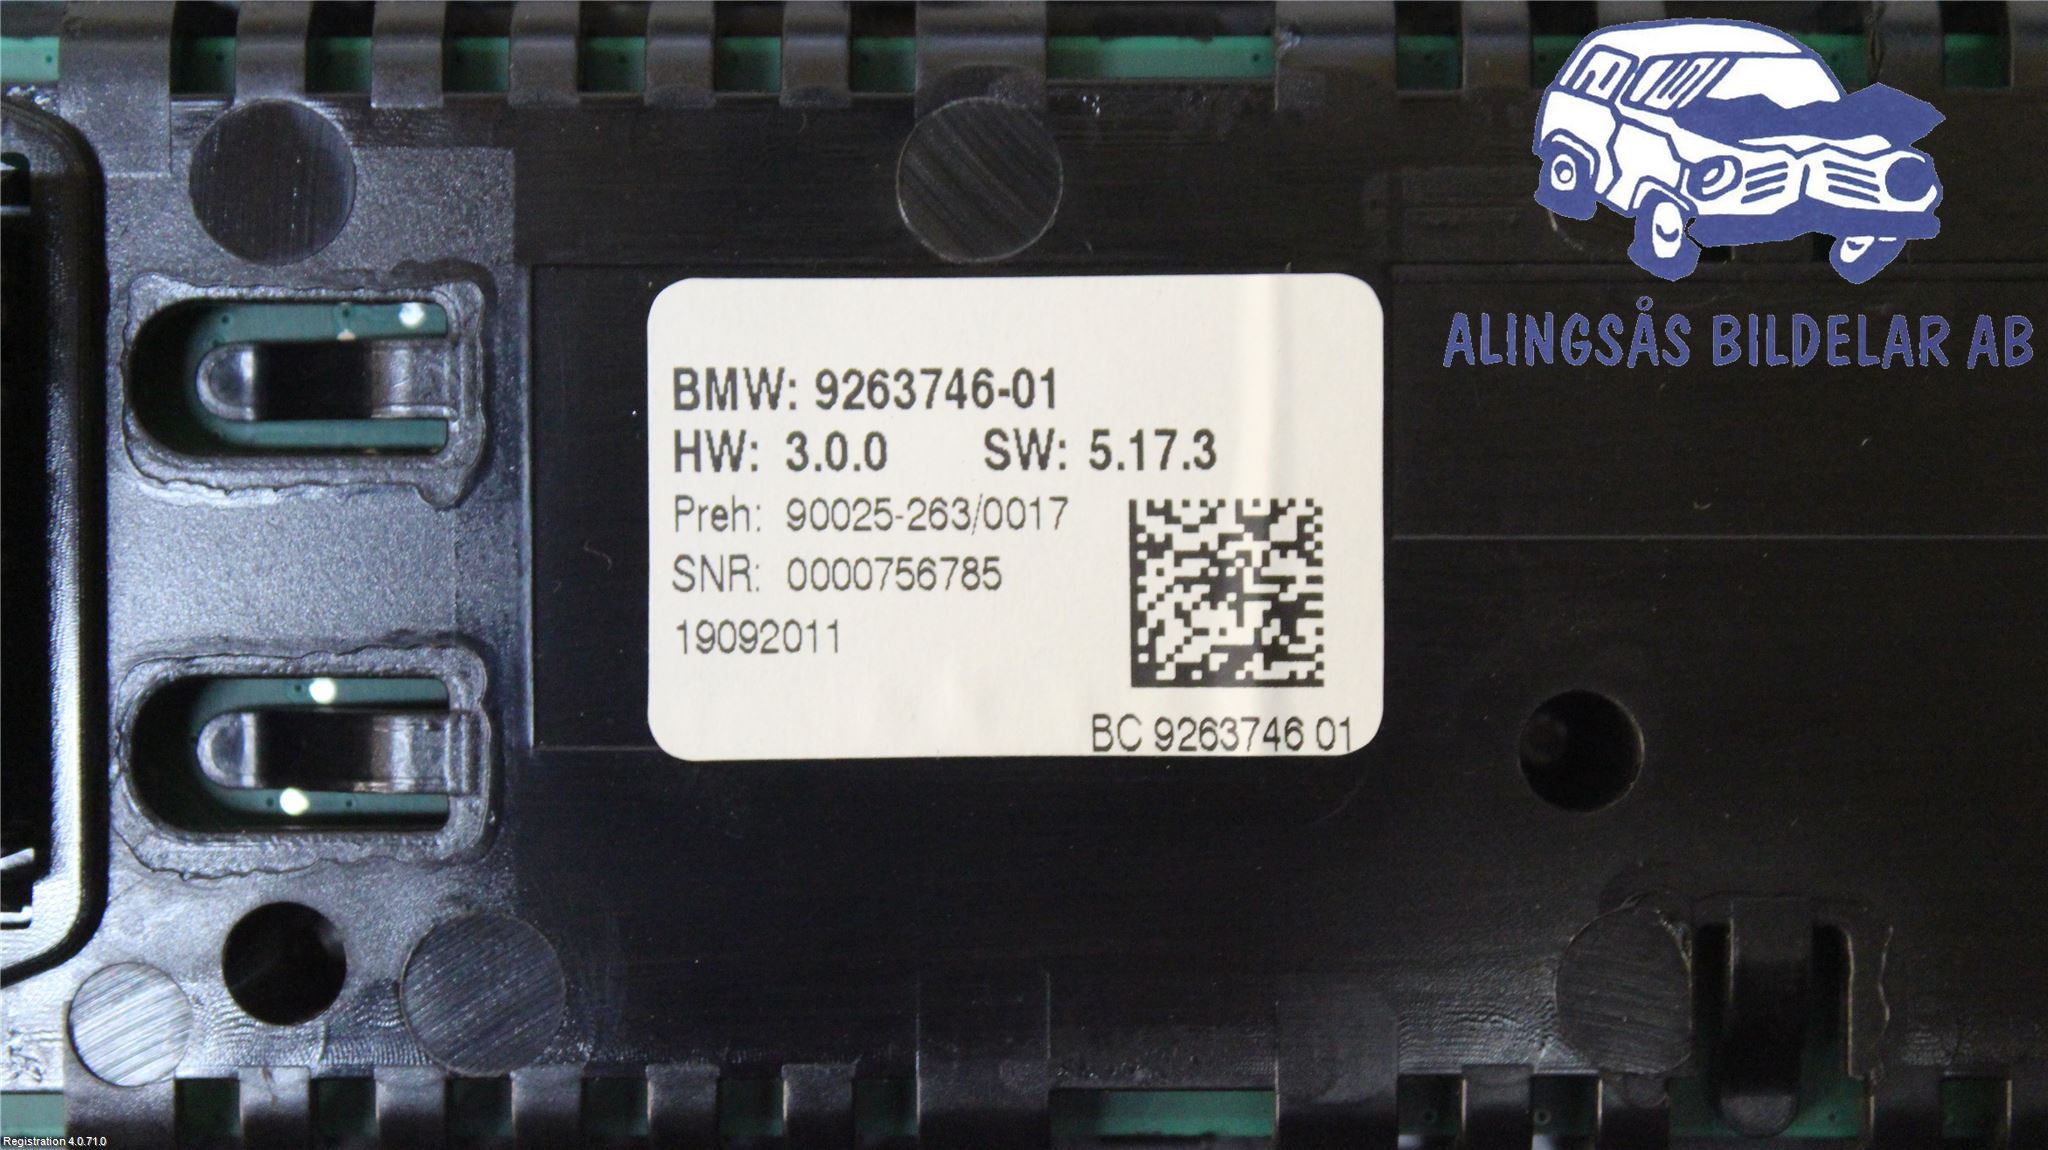 ALINGSÅS BILDELAR AB
BMW: 9263746-01
HW: 3.0.0 SW: 5.17.3
Preh: 90025-263/0017
SNR: 0000756785
19092011
BC 9263746 01
Registration 4.0.71.0